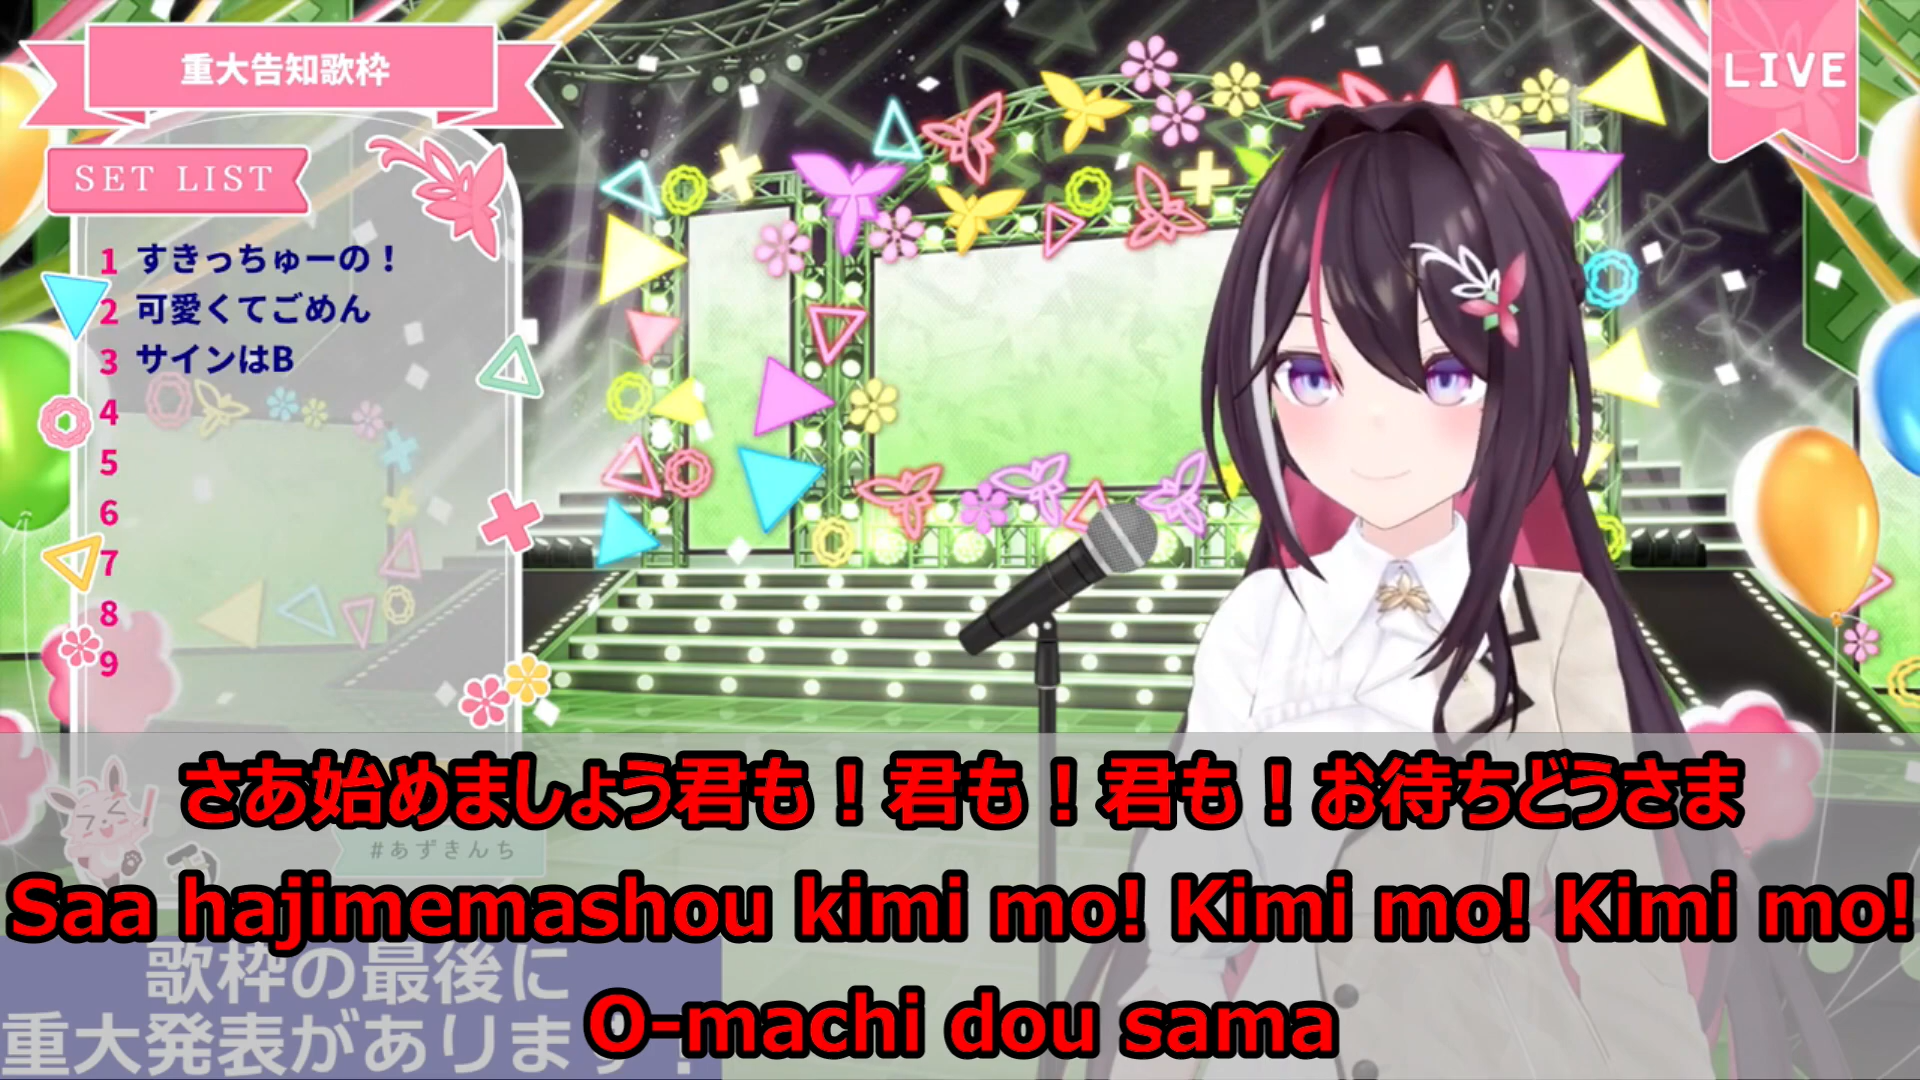 重大告知歌枠
LIVE
SET LIST
1 すきっちゅーの！
2 可愛くてごめん
3 サインはB
4
5
6
7
8
9
さあ始めましょう君も！君も！君も！お待ちどうさま
#あずきんち
Saa hajimemashou kimi mo! Kimi mo! Kimi mo!
O-machi dou sama
歌枠の最後に
重大発表があります！